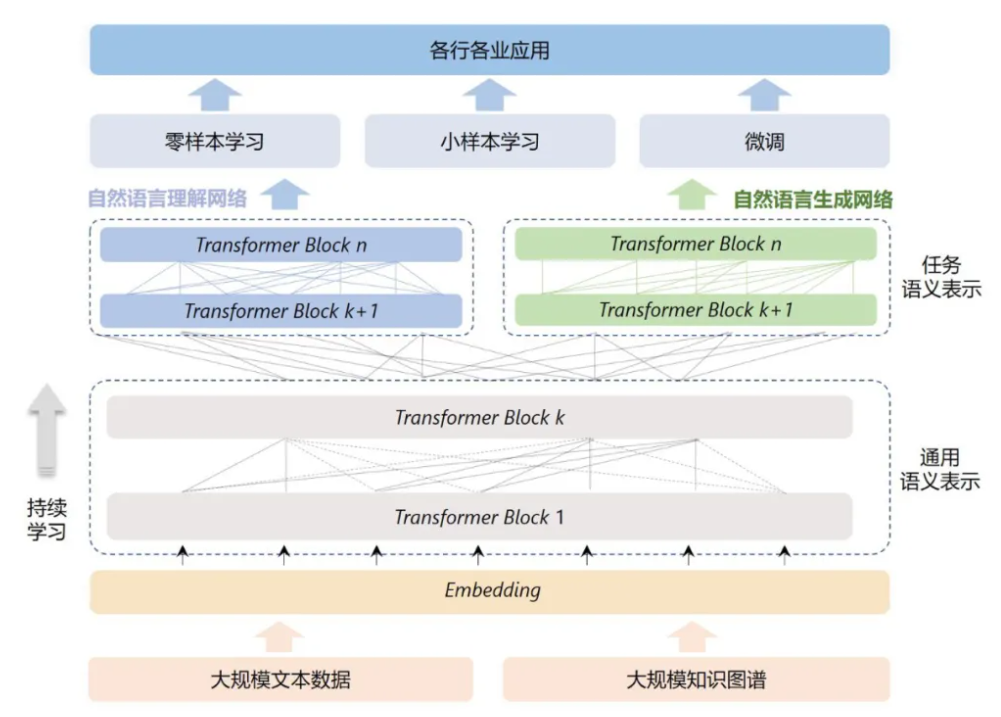 各行各业应用
零样本学习
小样本学习
微调
自然语言理解网络
自然语言生成网络
Transformer Block n
Transformer Block n
任务
语义表示
Transformer Block k+1
Transformer Block k+1
Transformer Block k
通用
语义表示
持续
学习
Transformer Block 1
Embedding
大规模文本数据
大规模知识图谱